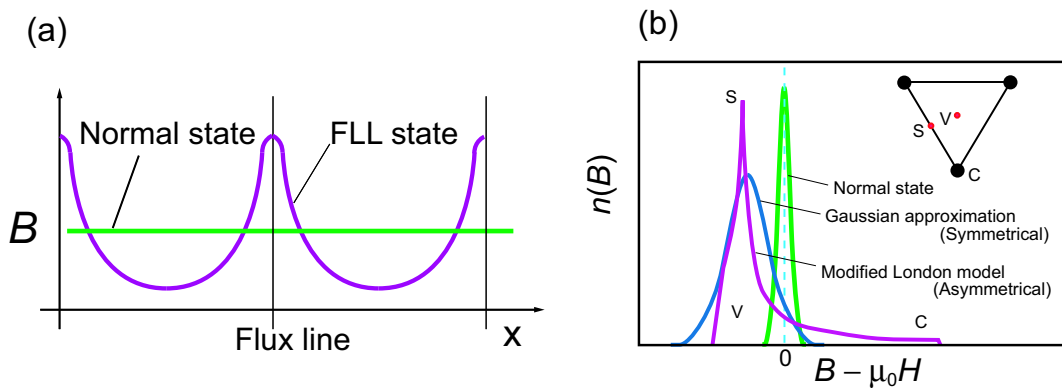 (a)
Normal state
FLL state
B
Flux line
x
(b)
S
V
S
C
n(B)
Normal state
Gaussian approximation
(Symmetrical)
Modified London model
(Asymmetrical)
V
C
0
B – μ₀H